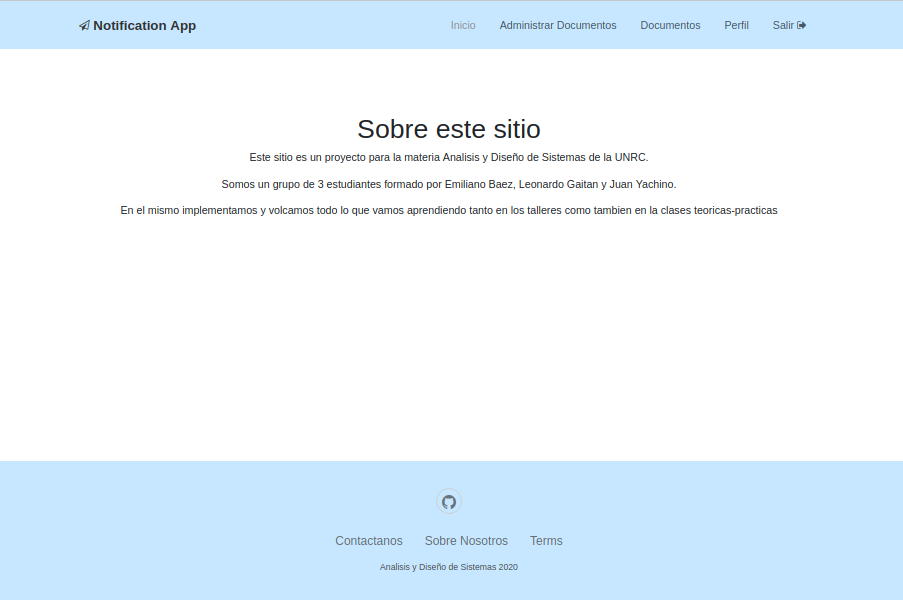 Notification App
Inicio Administrar Documentos Documentos Perfil Salir
Sobre este sitio
Este sitio es un proyecto para la materia Analisis y Diseño de Sistemas de la UNRC.
Somos un grupo de 3 estudiantes formado por Emiliano Baez, Leonardo Gaitan y Juan Yachino.
En el mismo implementamos y volcamos todo lo que vamos aprendiendo tanto en los talleres como tambien en la clases teoricas-practicas
Contactanos Sobre Nosotros Terms
Analisis y Diseño de Sistemas 2020